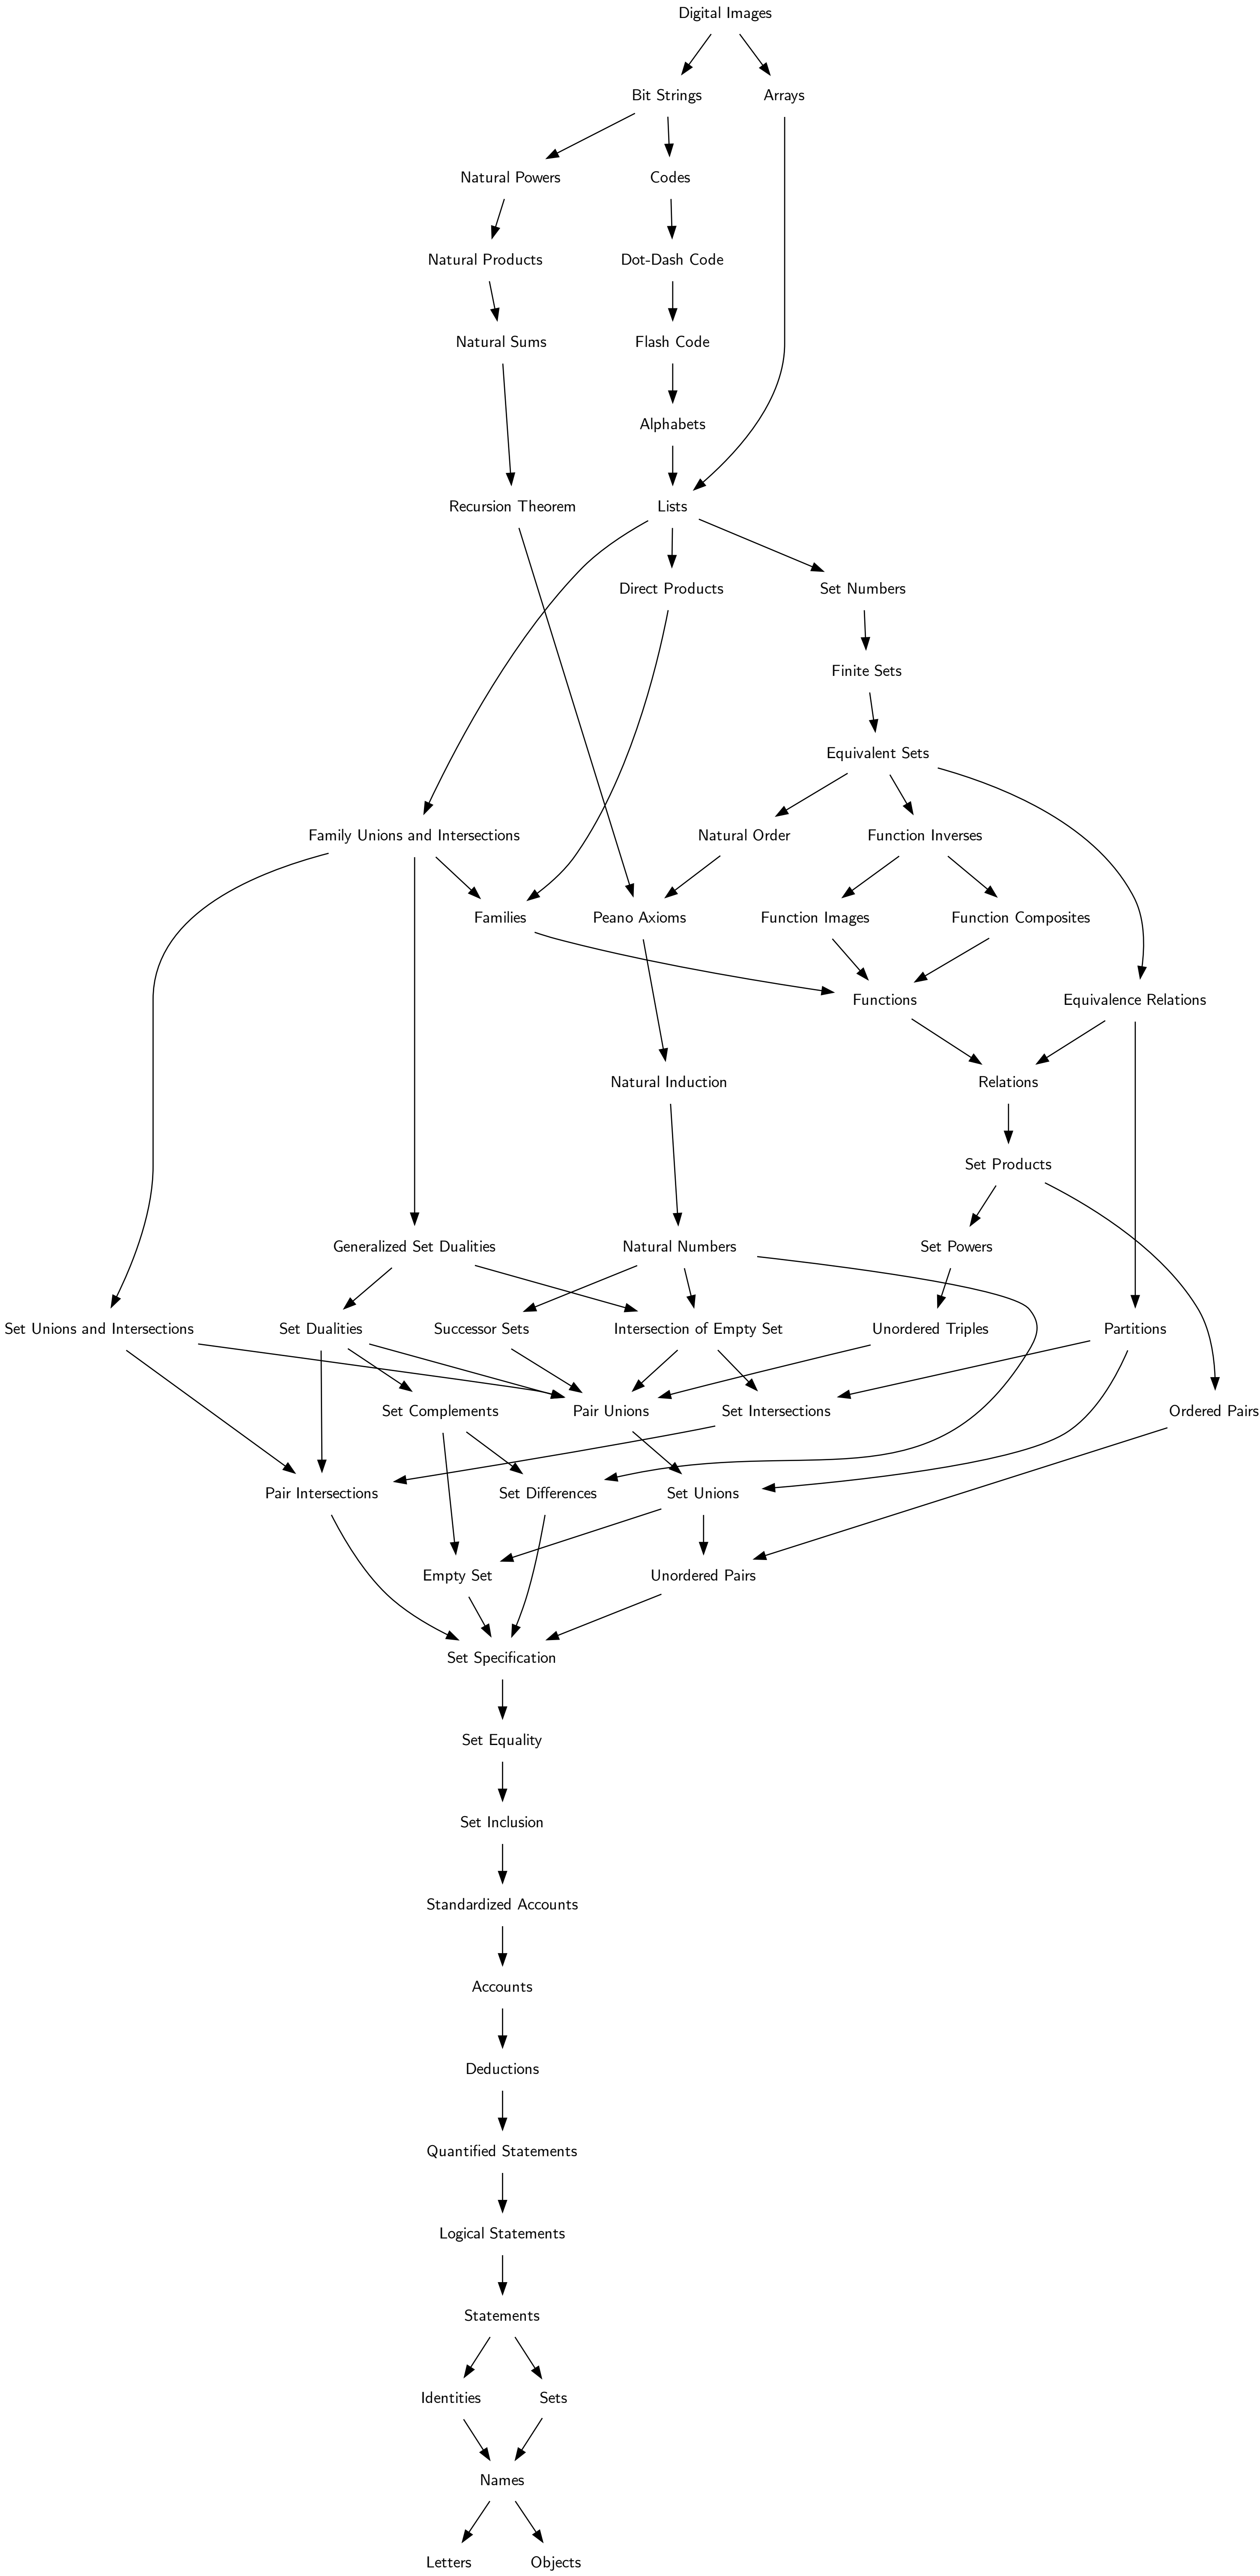 Digital Images
Bit Strings
Arrays
Natural Powers
Codes
Natural Products
Dot-Dash Code
Natural Sums
Flash Code
Alphabets
Recursion Theorem
Lists
Direct Products
Set Numbers
Finite Sets
Equivalent Sets
Family Unions and Intersections
Natural Order
Function Inverses
Families
Peano Axioms
Function Images
Function Composites
Functions
Equivalence Relations
Natural Induction
Relations
Set Products
Generalized Set Dualities
Natural Numbers
Set Powers
Set Unions and Intersections
Set Dualities
Successor Sets
Intersection of Empty Set
Unordered Triples
Partitions
Set Complements
Pair Unions
Set Intersections
Ordered Pairs
Pair Intersections
Set Differences
Set Unions
Empty Set
Unordered Pairs
Set Specification
Set Equality
Set Inclusion
Standardized Accounts
Accounts
Deductions
Quantified Statements
Logical Statements
Statements
Identities
Sets
Names
Letters
Objects